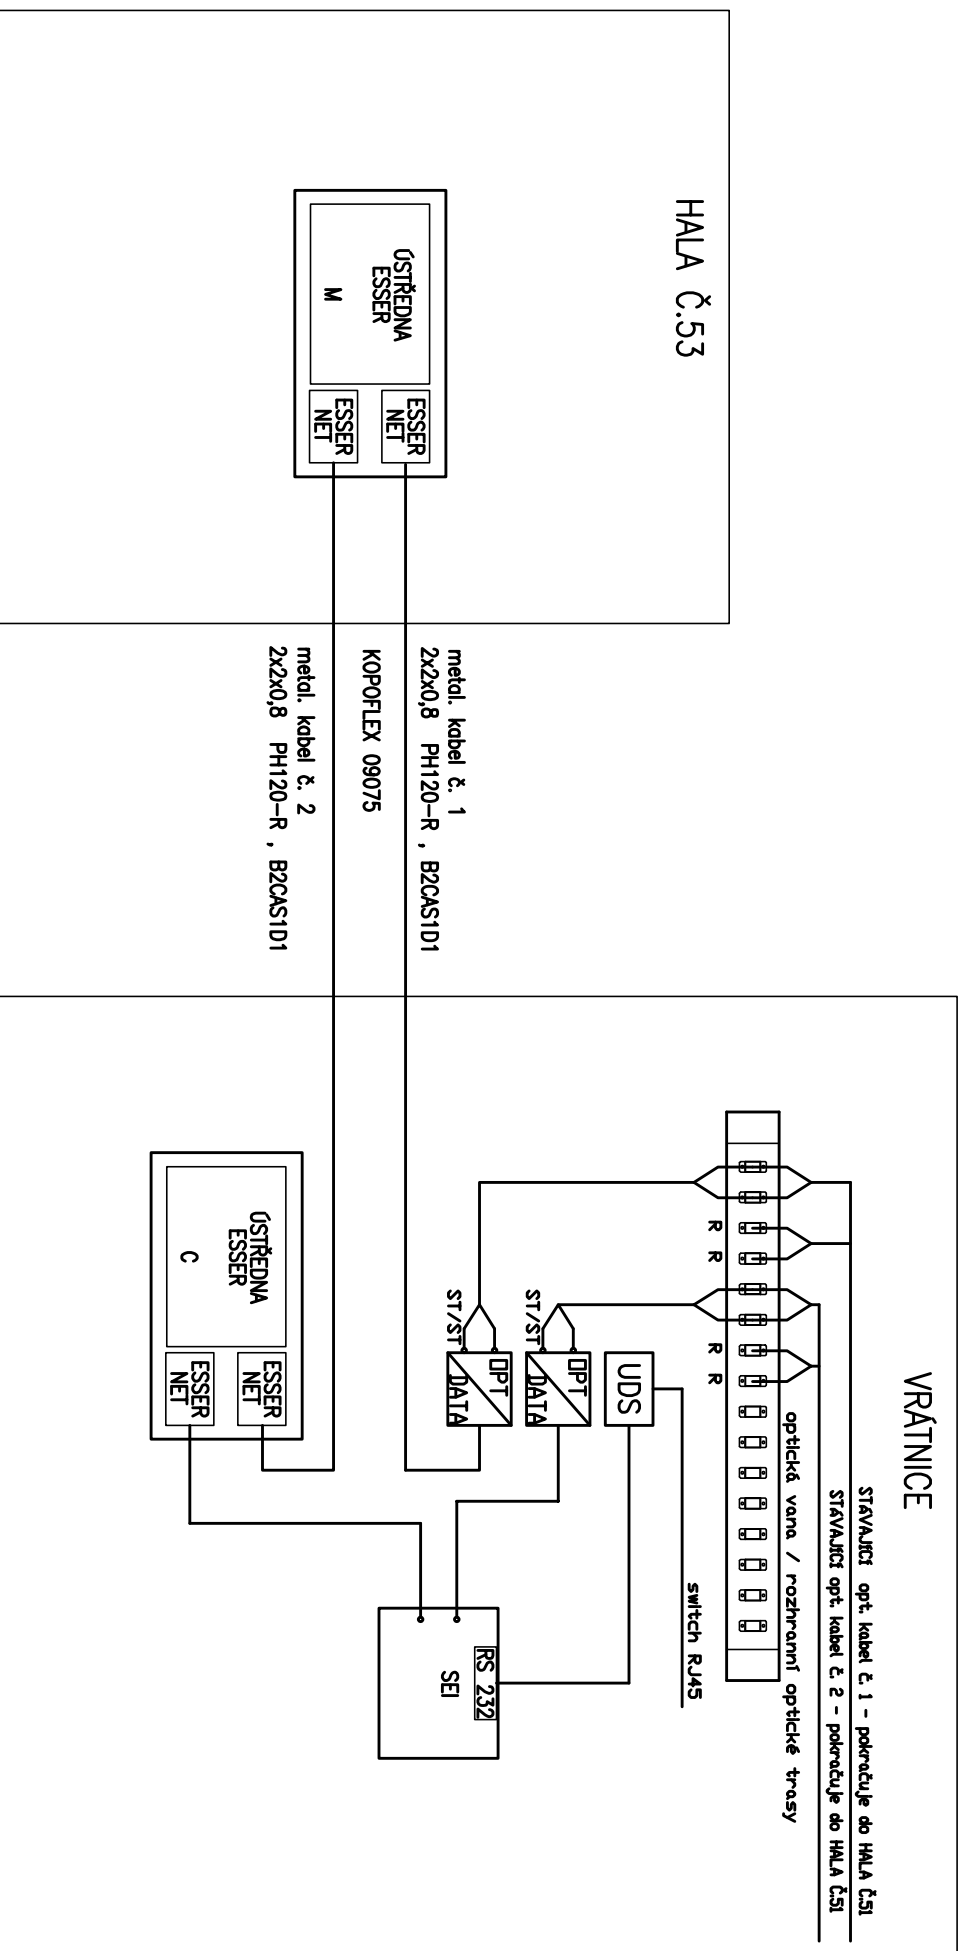 HALA Č.53
ÚSTŘEDNA
ESSER
M
ESSER
NET
ESSER
NET
metal. kabel č. 1
2x2x0,8 PH120-R , B2CAS1D1
KOPOFLEX 09075
metal. kabel č. 2
2x2x0,8 PH120-R , B2CAS1D1
VRÁTNICE
STÁVAJÍCÍ opt. kabel č. 1 - pokračuje do HALA Č.51
STÁVAJÍCÍ opt. kabel č. 2 - pokračuje do HALA Č.51
optická vana / rozhranní optické trasy
R R R R
switch RJ45
UDS
ST/ST
OPT
DATA
ST/ST
OPT
DATA
RS 232
SEI
ÚSTŘEDNA
ESSER
C
ESSER
NET
ESSER
NET